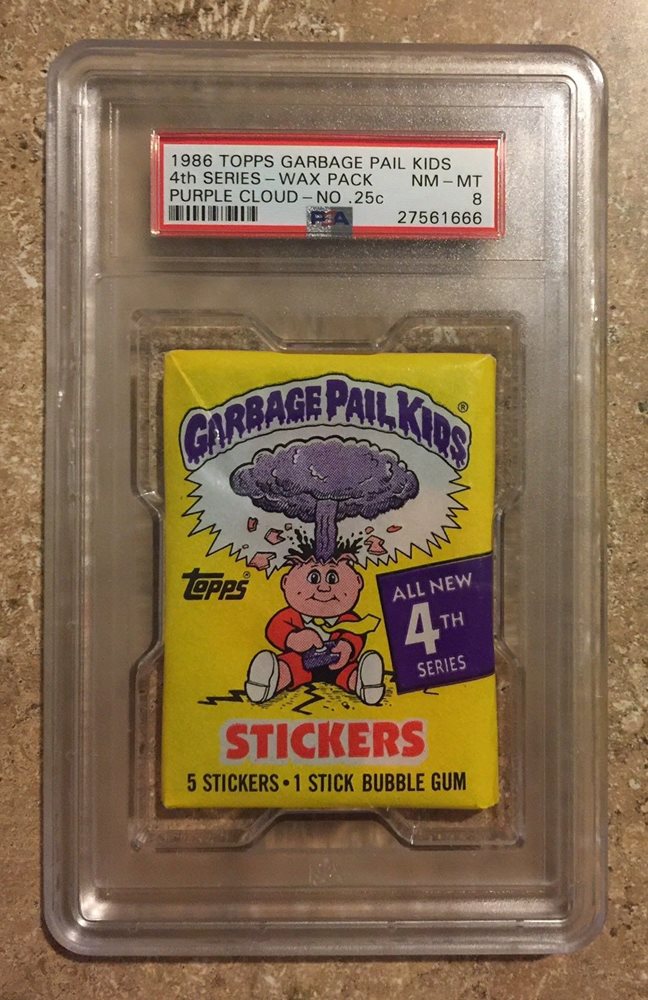 1986 TOPPS GARBAGE PAIL KIDS
4th SERIES – WAX PACK NM – MT
PURPLE CLOUD – NO .25c 8
PSA 27561666
GARBAGE PAIL KIDS ®
TOPPS®
ALL NEW
4TH
SERIES
STICKERS
5 STICKERS • 1 STICK BUBBLE GUM